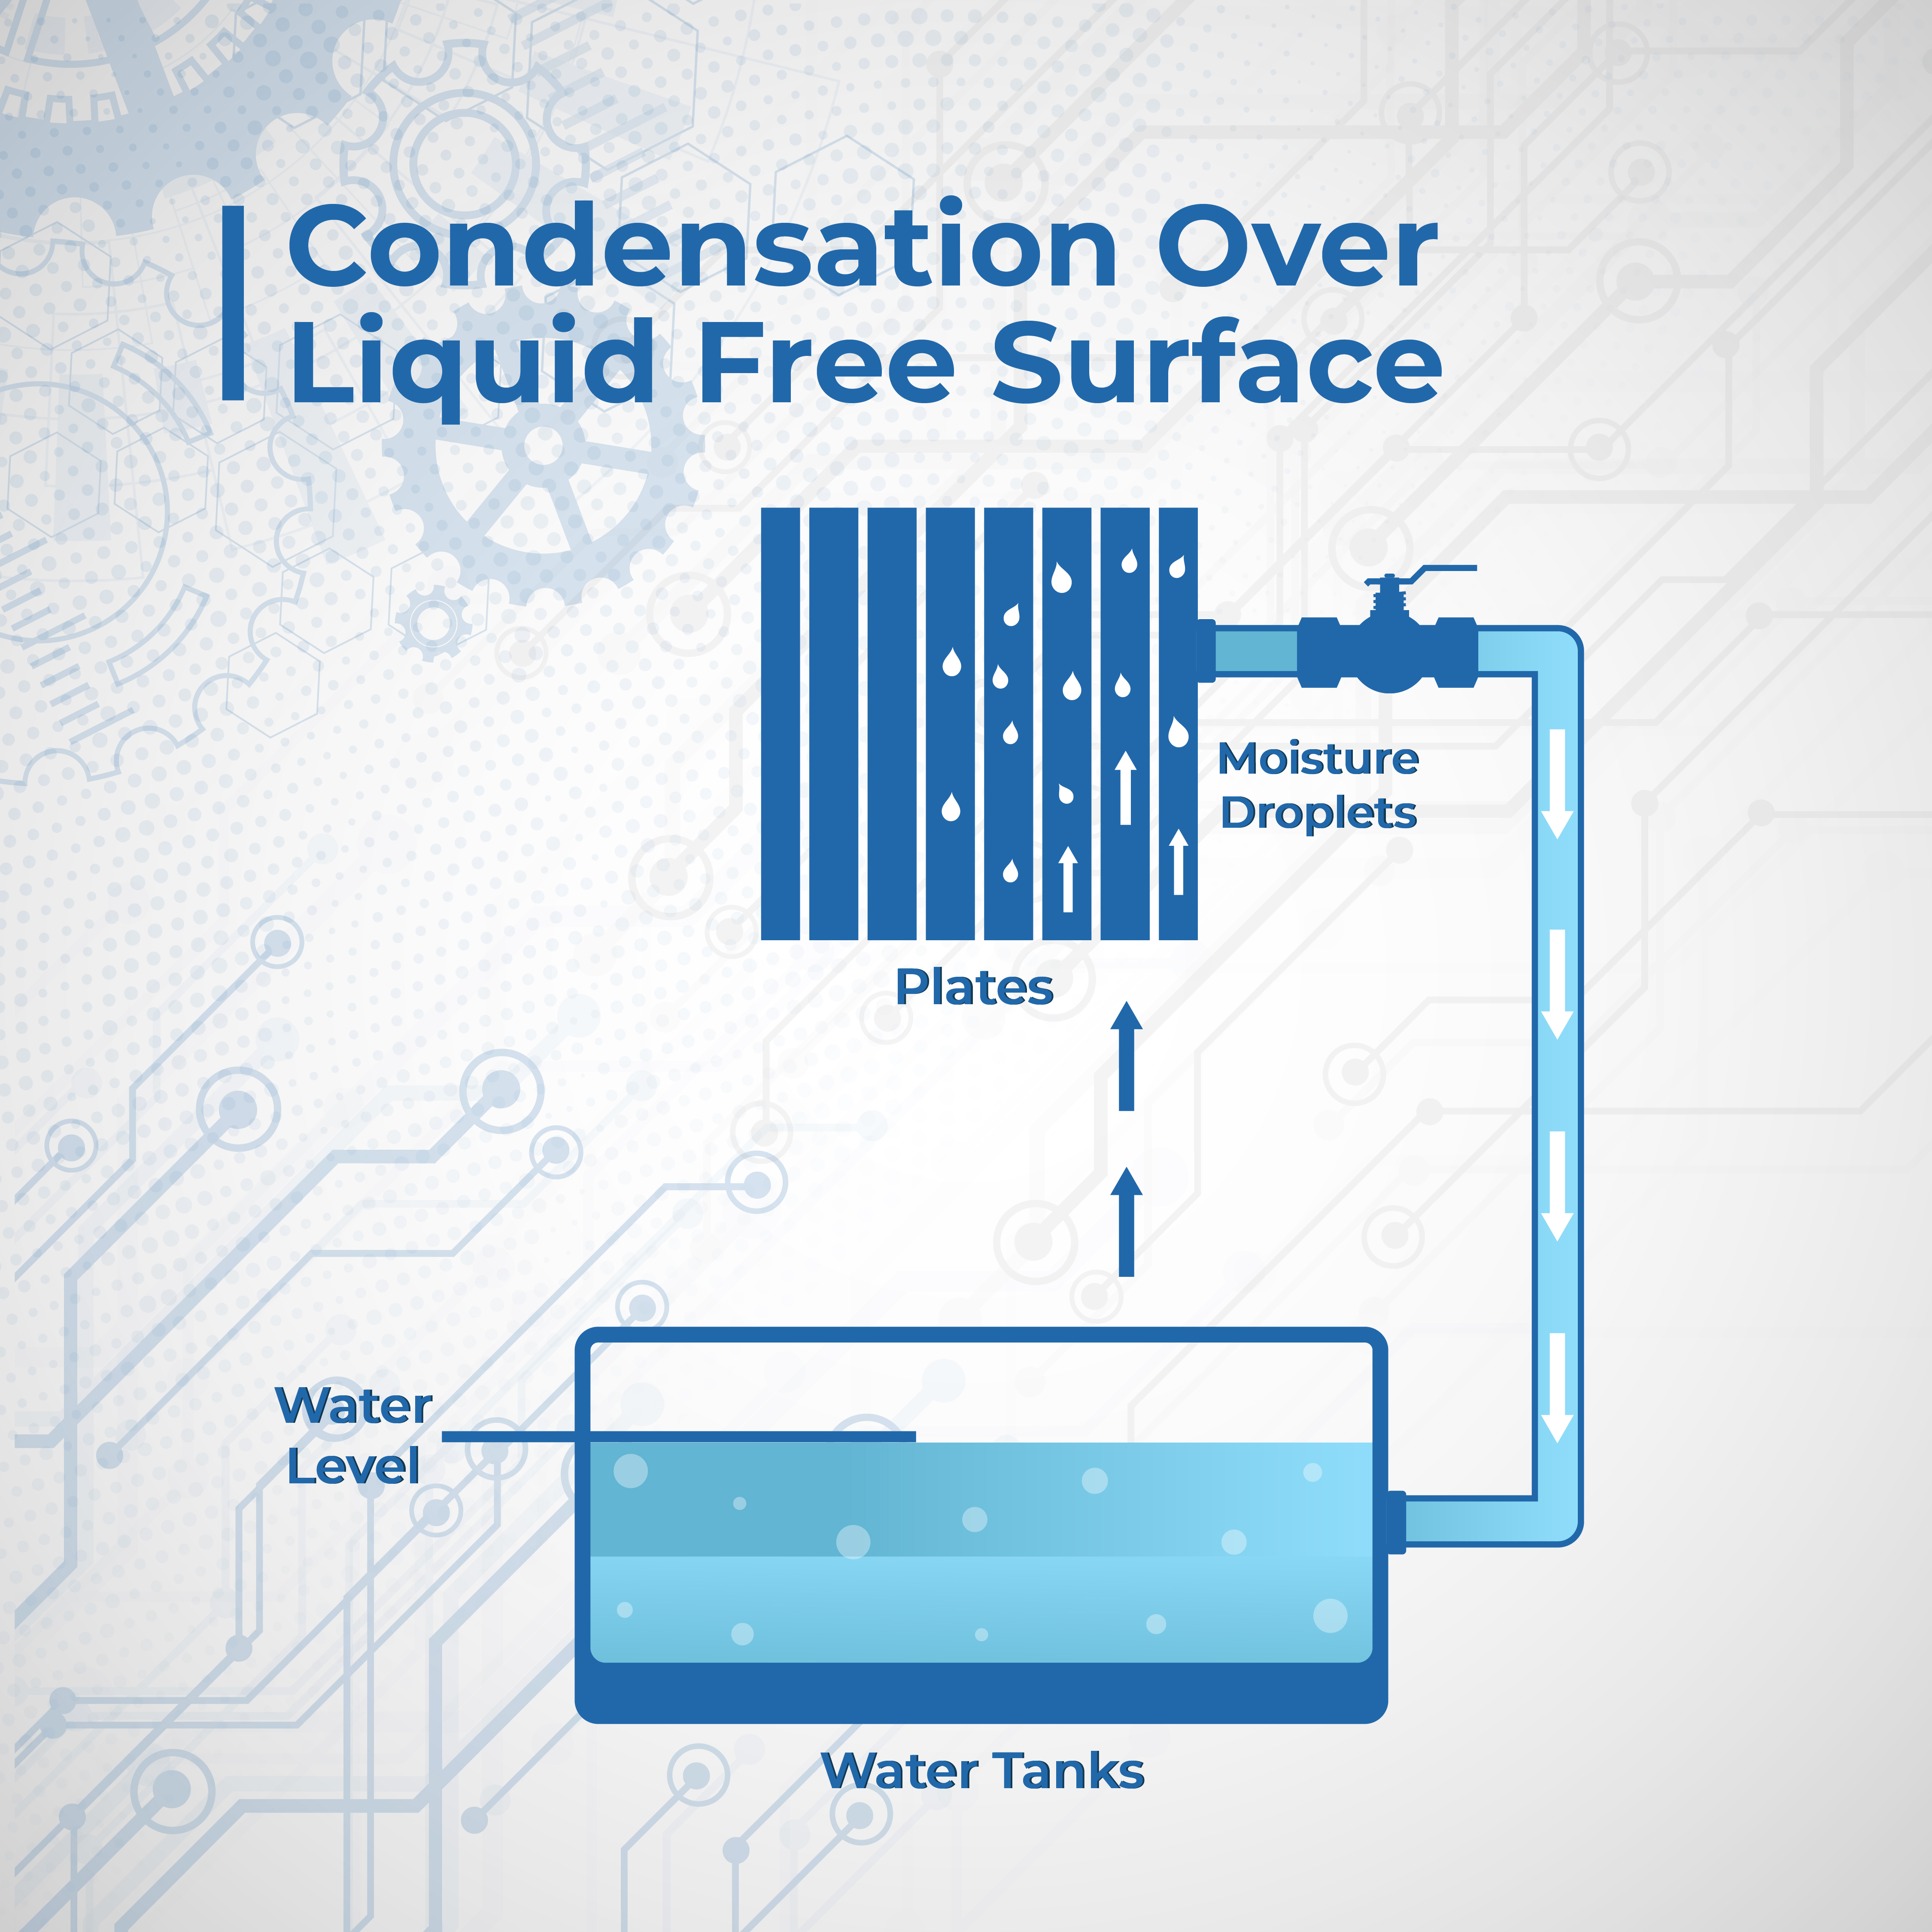 Condensation Over
Liquid Free Surface
Moisture
Droplets
Plates
Water
Level
Water Tanks